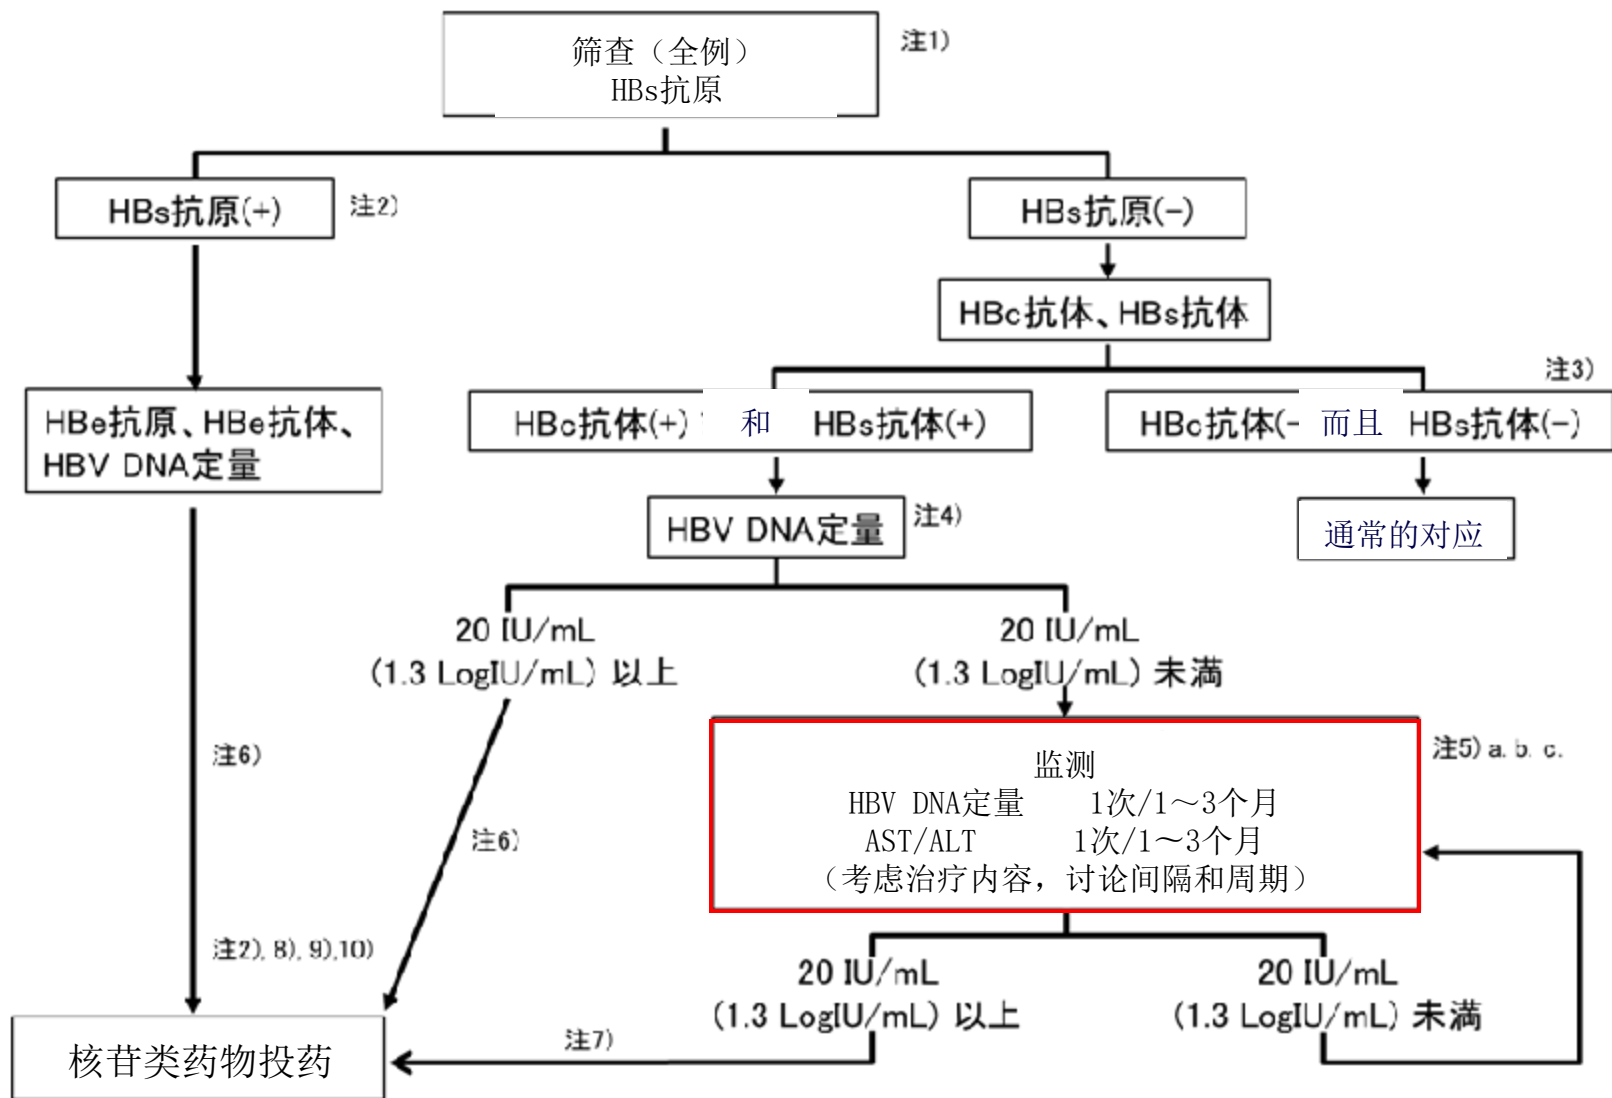 筛查（全例）
HBs抗原
注1)
HBs抗原(+)
注2)
HBs抗原(−)
HBc抗体、HBs抗体
注3)
HBe抗原、HBe抗体、
HBV DNA定量
HBc抗体(+) 和 HBs抗体(+)
HBc抗体(− 而且 HBs抗体(−)
HBV DNA定量
注4)
通常的对应
20 IU/mL
(1.3 LogIU/mL) 以上
20 IU/mL
(1.3 LogIU/mL) 未満
注6)
注6)
监测
HBV DNA定量 1次/1～3个月
AST/ALT 1次/1～3个月
（考虑治疗内容，讨论间隔和周期）
注5) a. b. c.
注2), 8), 9),10)
20 IU/mL
(1.3 LogIU/mL) 以上
20 IU/mL
(1.3 LogIU/mL) 未満
注7)
核苷类药物投药